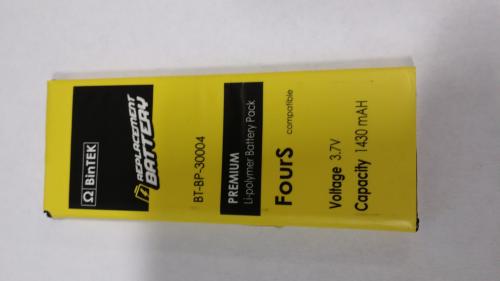 Ω BinTEK
REPLACEMENT
BATTERY
BT-BP-30004
PREMIUM
Li-polymer Battery Pack
FourS compatible
Voltage 3.7V
Capacity 1430 mAH